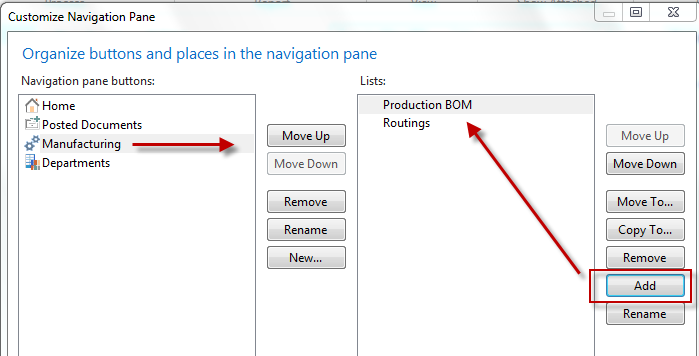 Customize Navigation Pane
Organize buttons and places in the navigation pane
Navigation pane buttons:
Home
Posted Documents
Manufacturing
Departments
Move Up
Move Down
Remove
Rename
New...
Lists:
Production BOM
Routings
Move Up
Move Down
Move To...
Copy To...
Remove
Add
Rename